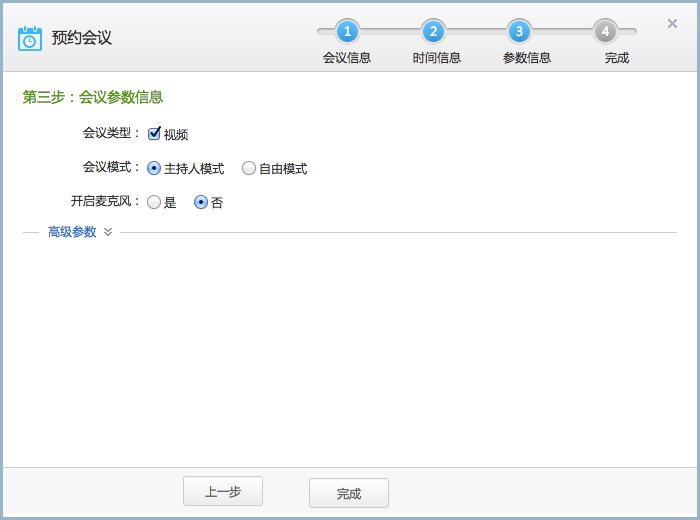 预约会议
1 2 3 4
会议信息 时间信息 参数信息 完成
第三步：会议参数信息
会议类型： 视频
会议模式： 主持人模式 自由模式
开启麦克风： 是 否
高级参数
上一步 完成